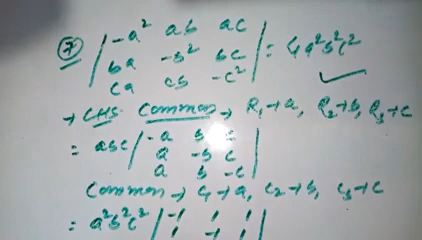 ⑦ | -a² ab ac |
| ba -b² bc | = 4a²b²c²
| ca cb -c² |
→ LHS Common → R₁→a, R₂→b, R₃→c
= abc | -a b c |
| a -b c |
| a b -c |
Common → C₁→a, C₂→b, C₃→c
= a²b²c² | -1 1 1 |
| 1 -1 1 |